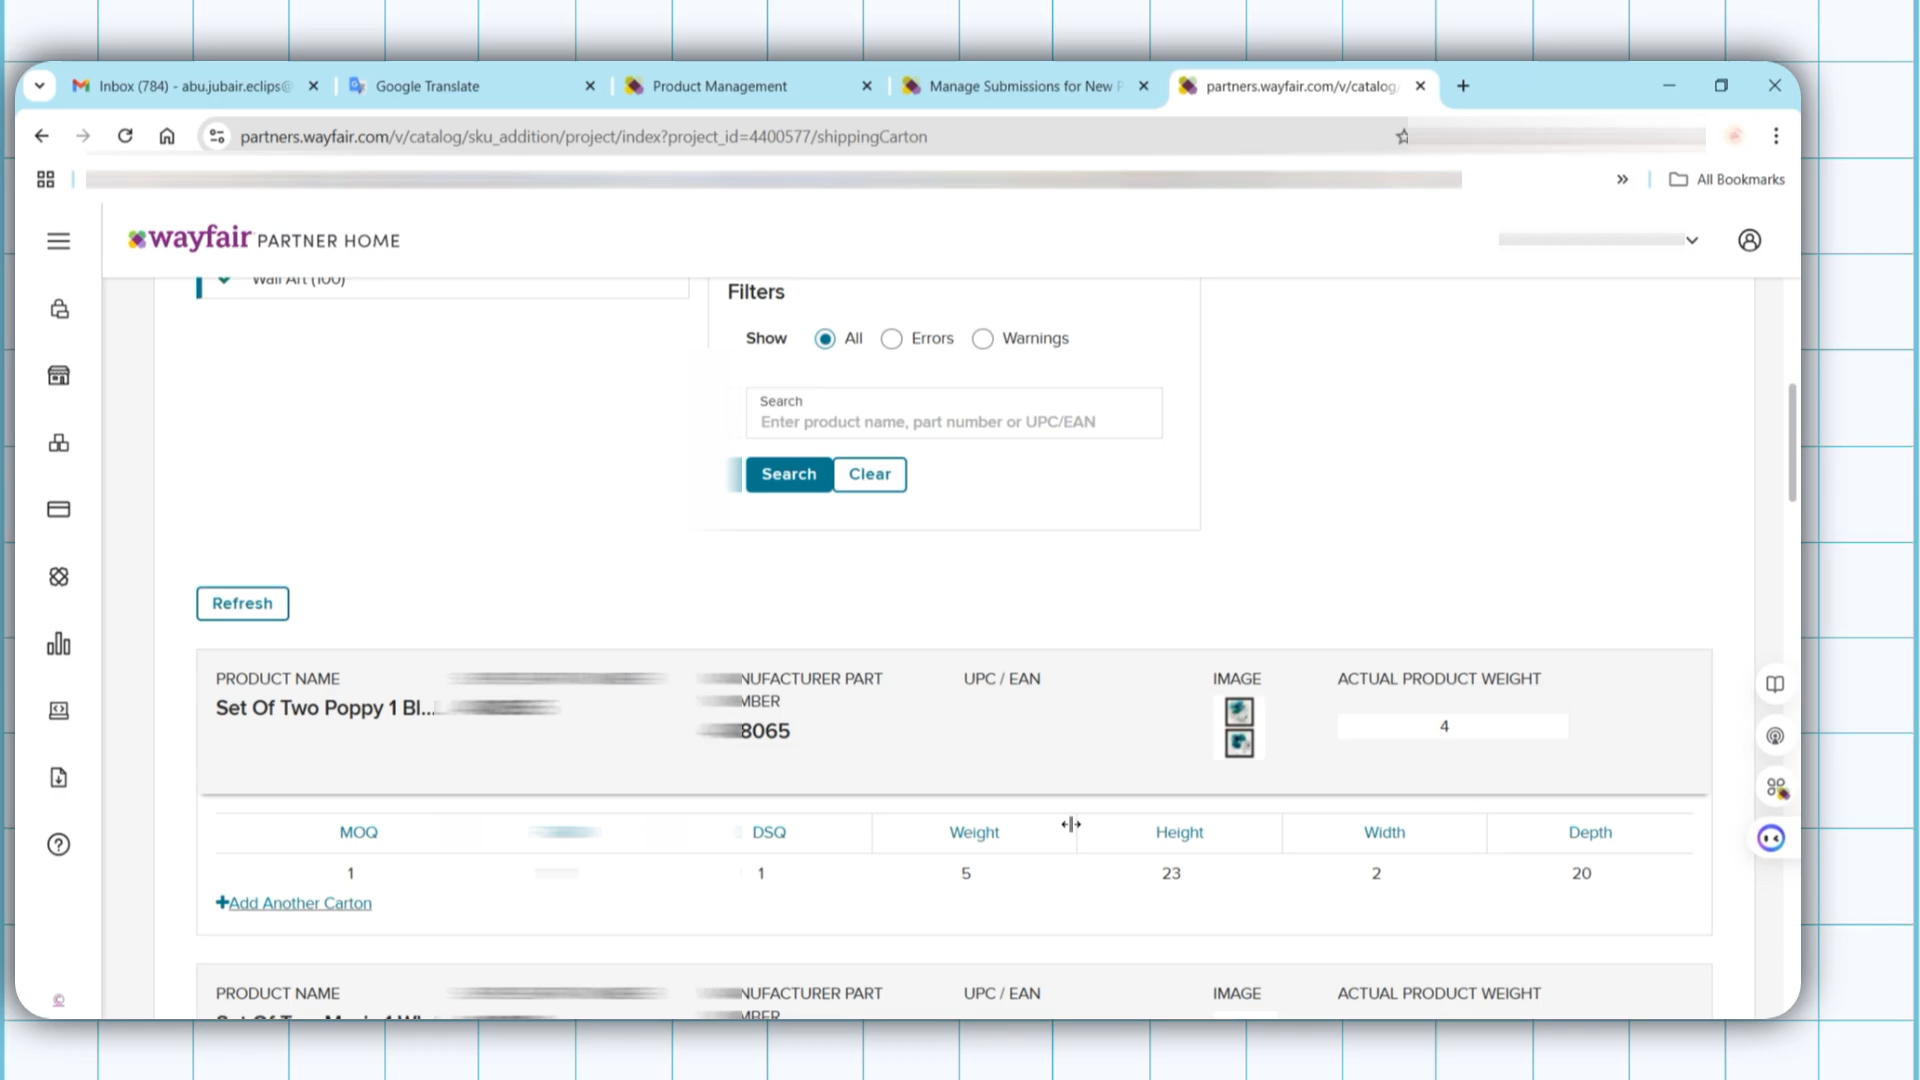 Inbox (784) - abu.jubair.eclips@
Google Translate
Product Management
Manage Submissions for New P
partners.wayfair.com/v/catalog/
partners.wayfair.com/v/catalog/sku_addition/project/index?project_id=4400577/shippingCarton
All Bookmarks
wayfair PARTNER HOME
Wall Art (100)
Filters
Show All Errors Warnings
Search
Enter product name, part number or UPC/EAN
Search Clear
Refresh
PRODUCT NAME NUFACTURER PART UPC / EAN IMAGE ACTUAL PRODUCT WEIGHT
MBER
Set Of Two Poppy 1 Bl...
8065
4
MOQ DSQ Weight Height Width Depth
1 1 5 23 2 20
+Add Another Carton
PRODUCT NAME NUFACTURER PART UPC / EAN IMAGE ACTUAL PRODUCT WEIGHT
MBER